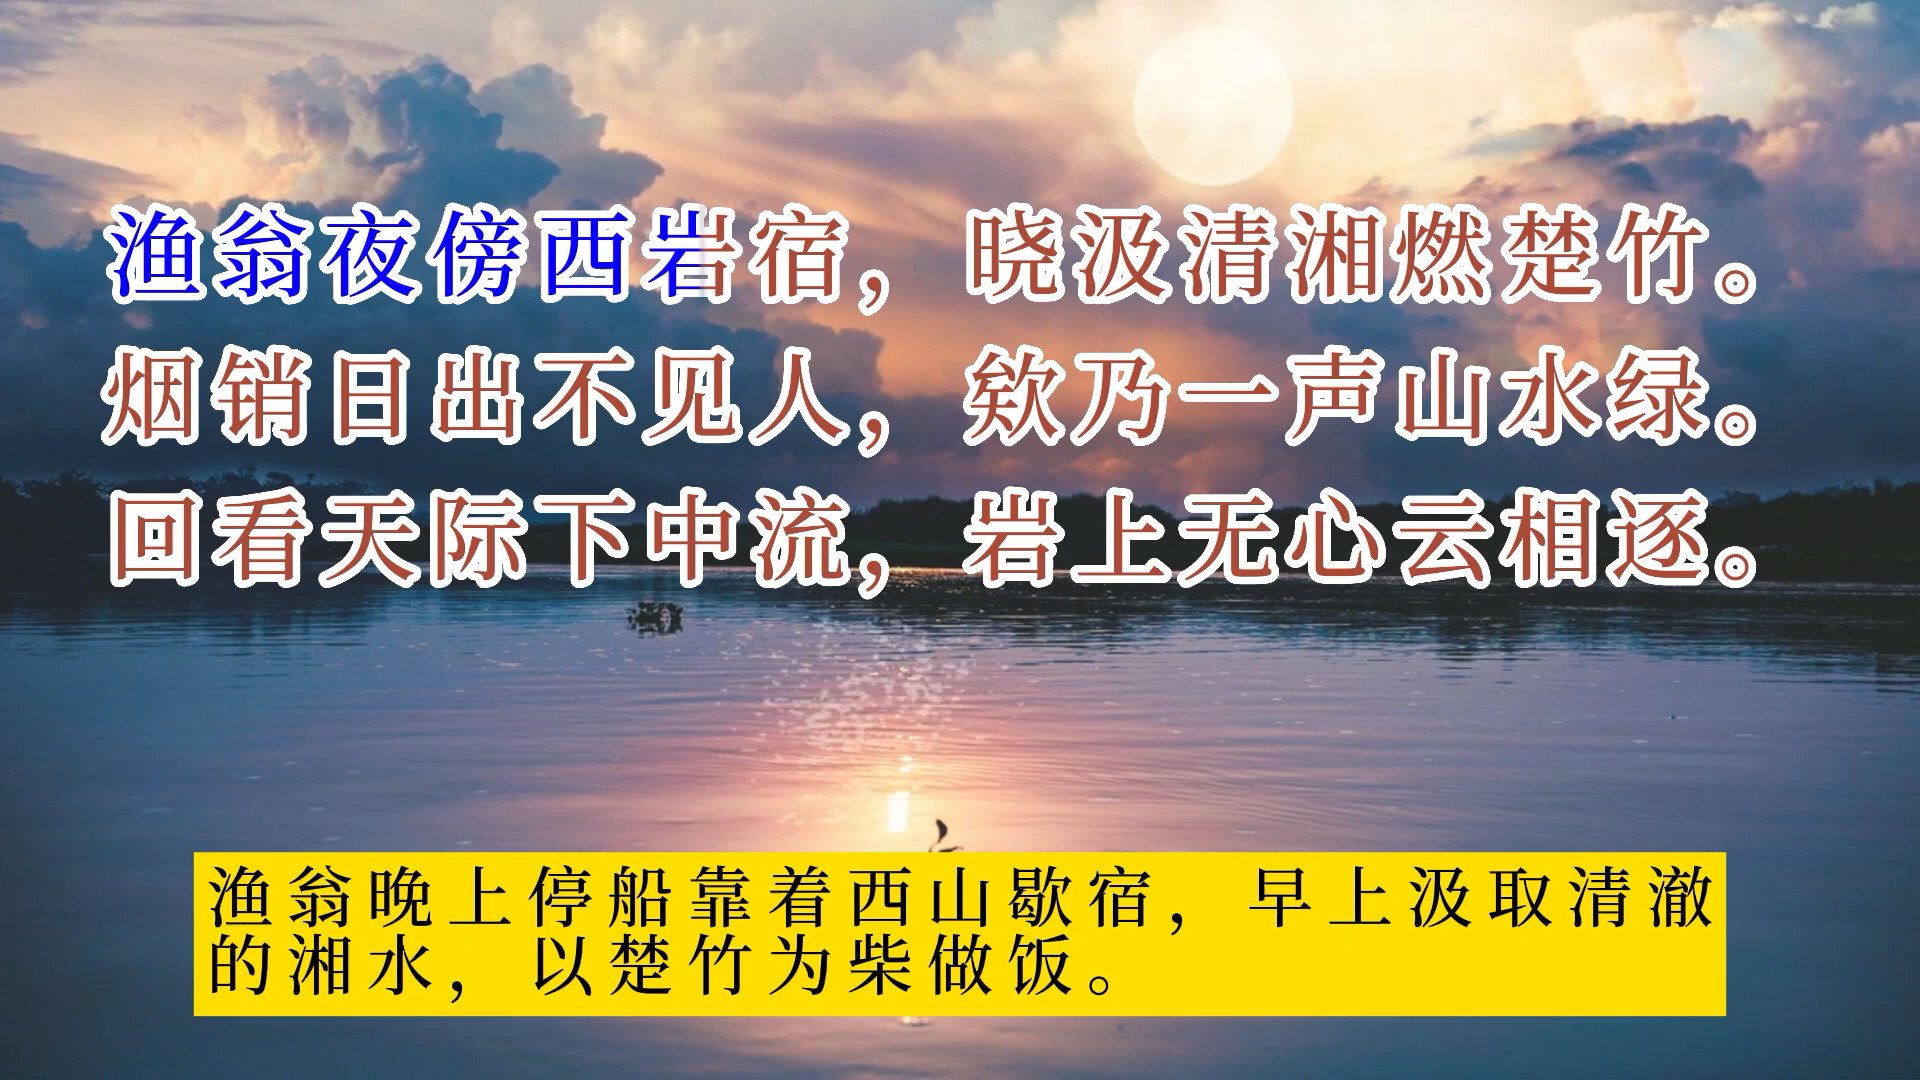 渔翁夜傍西岩宿，晓汲清湘燃楚竹。
烟销日出不见人，欸乃一声山水绿。
回看天际下中流，岩上无心云相逐。
渔翁晚上停船靠着西山歇宿，早上汲取清澈
的湘水，以楚竹为柴做饭。